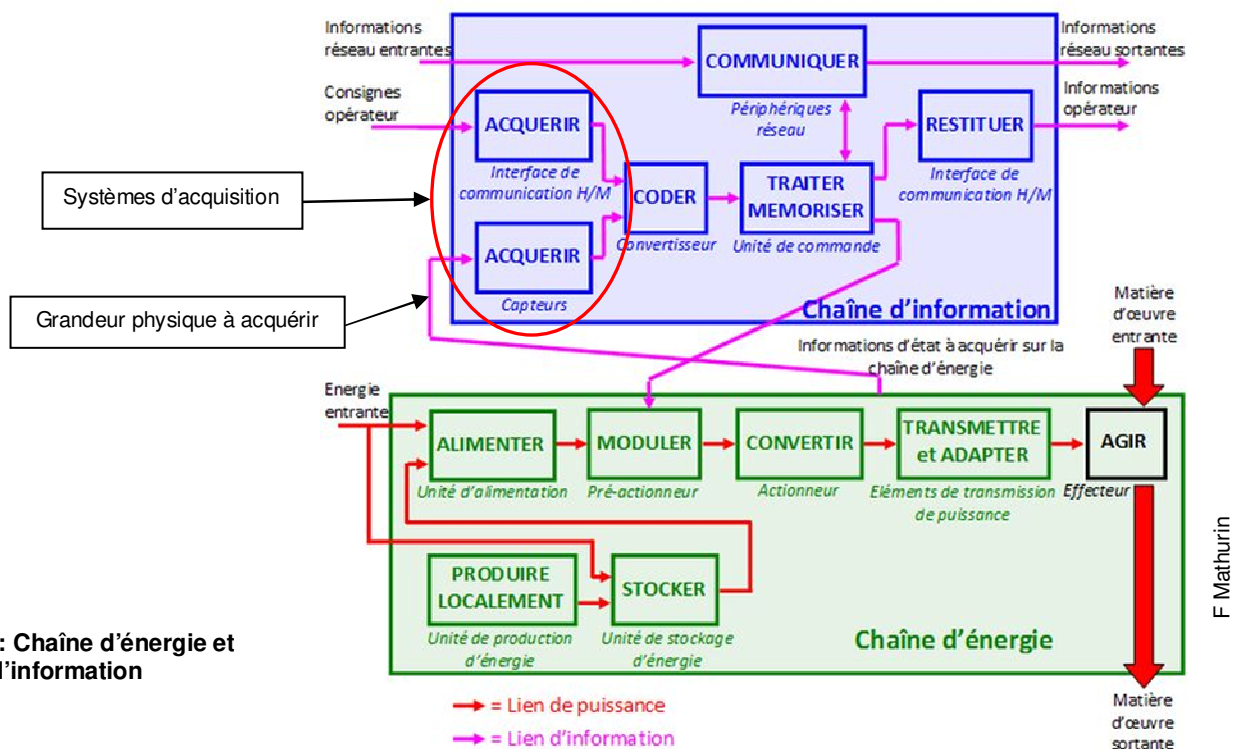 Informations
réseau entrantes
Informations
réseau sortantes
COMMUNIQUER
Périphériques
réseau
Consignes
opérateur
Informations
opérateur
ACQUERIR
Interface de
communication H/M
RESTITUER
Interface de
communication H/M
Systèmes d'acquisition
CODER
Convertisseur
TRAITER
MEMORISER
Unité de commande
ACQUERIR
Capteurs
Grandeur physique à acquérir
Chaîne d'information
Matière
d'œuvre
entrante
Informations d'état à acquérir sur la
chaîne d'énergie
Energie
entrante
ALIMENTER
Unité d'alimentation
MODULER
Pré-actionneur
CONVERTIR
Actionneur
TRANSMETTRE
et ADAPTER
Eléments de transmission
de puissance
AGIR
Effecteur
PRODUIRE
LOCALEMENT
Unité de production
d'énergie
STOCKER
Unité de stockage
d'énergie
Chaîne d'énergie
F Mathurin
: Chaîne d'énergie et
l'information
= Lien de puissance
= Lien d'information
Matière
d'œuvre
sortante